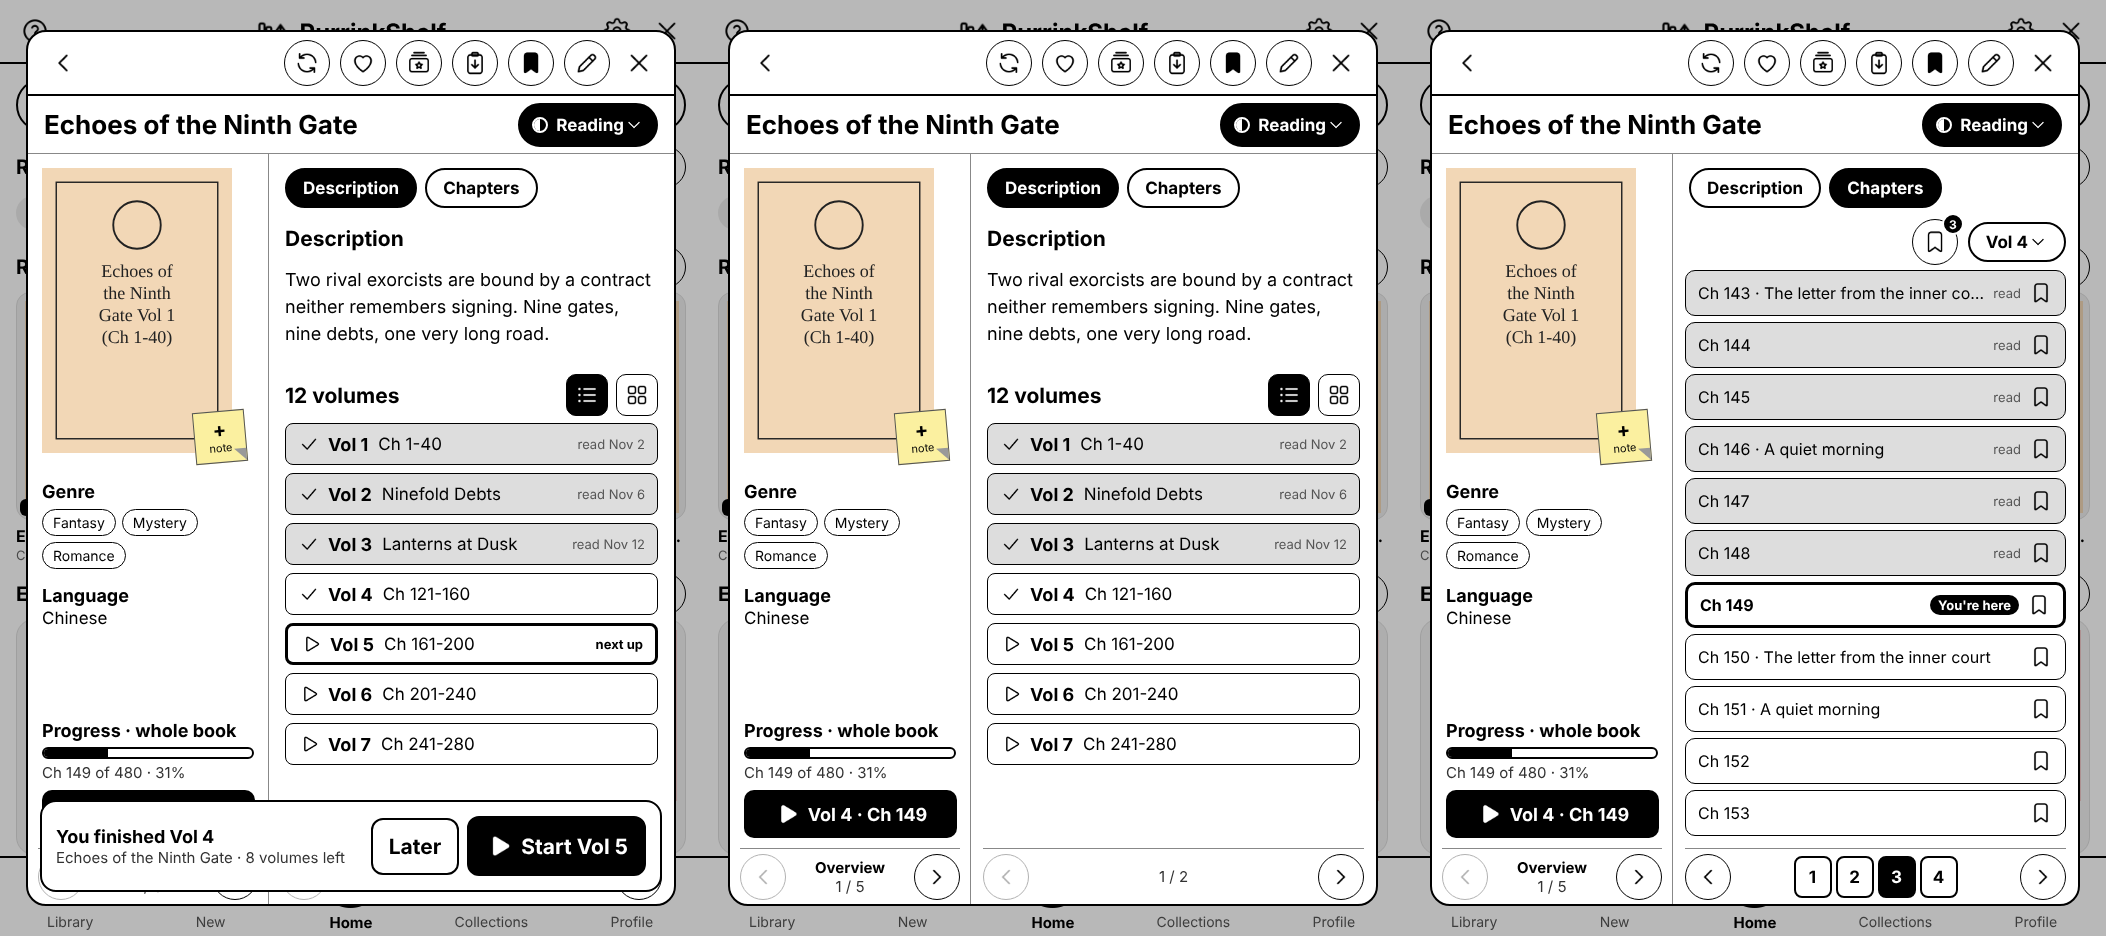 PurrinkShelf
Echoes of the Ninth Gate
Reading
Echoes of
the Ninth
Gate Vol 1
(Ch 1-40)
+
note
Genre
Fantasy
Mystery
Romance
Language
Chinese
Progress · whole book
Ch 149 of 480 · 31%
Description
Chapters
Description
Two rival exorcists are bound by a contract
neither remembers signing. Nine gates,
nine debts, one very long road.
12 volumes
Vol 1 Ch 1-40 read Nov 2
Vol 2 Ninefold Debts read Nov 6
Vol 3 Lanterns at Dusk read Nov 12
Vol 4 Ch 121-160
Vol 5 Ch 161-200 next up
Vol 6 Ch 201-240
Vol 7 Ch 241-280
You finished Vol 4
Echoes of the Ninth Gate · 8 volumes left
Later
Start Vol 5
Library
New
Home
Collections
Profile
PurrinkShelf
Echoes of the Ninth Gate
Reading
Echoes of
the Ninth
Gate Vol 1
(Ch 1-40)
+
note
Genre
Fantasy
Mystery
Romance
Language
Chinese
Progress · whole book
Ch 149 of 480 · 31%
Vol 4 · Ch 149
Overview
1 / 5
Description
Chapters
Description
Two rival exorcists are bound by a contract
neither remembers signing. Nine gates,
nine debts, one very long road.
12 volumes
Vol 1 Ch 1-40 read Nov 2
Vol 2 Ninefold Debts read Nov 6
Vol 3 Lanterns at Dusk read Nov 12
Vol 4 Ch 121-160
Vol 5 Ch 161-200
Vol 6 Ch 201-240
Vol 7 Ch 241-280
1 / 2
Library
New
Home
Collections
Profile
PurrinkShelf
Echoes of the Ninth Gate
Reading
Echoes of
the Ninth
Gate Vol 1
(Ch 1-40)
+
note
Genre
Fantasy
Mystery
Romance
Language
Chinese
Progress · whole book
Ch 149 of 480 · 31%
Vol 4 · Ch 149
Overview
1 / 5
Description
Chapters
3
Vol 4
Ch 143 · The letter from the inner co... read
Ch 144 read
Ch 145 read
Ch 146 · A quiet morning read
Ch 147 read
Ch 148 read
Ch 149 You're here
Ch 150 · The letter from the inner court
Ch 151 · A quiet morning
Ch 152
Ch 153
1 2 3 4
Library
New
Home
Collections
Profile